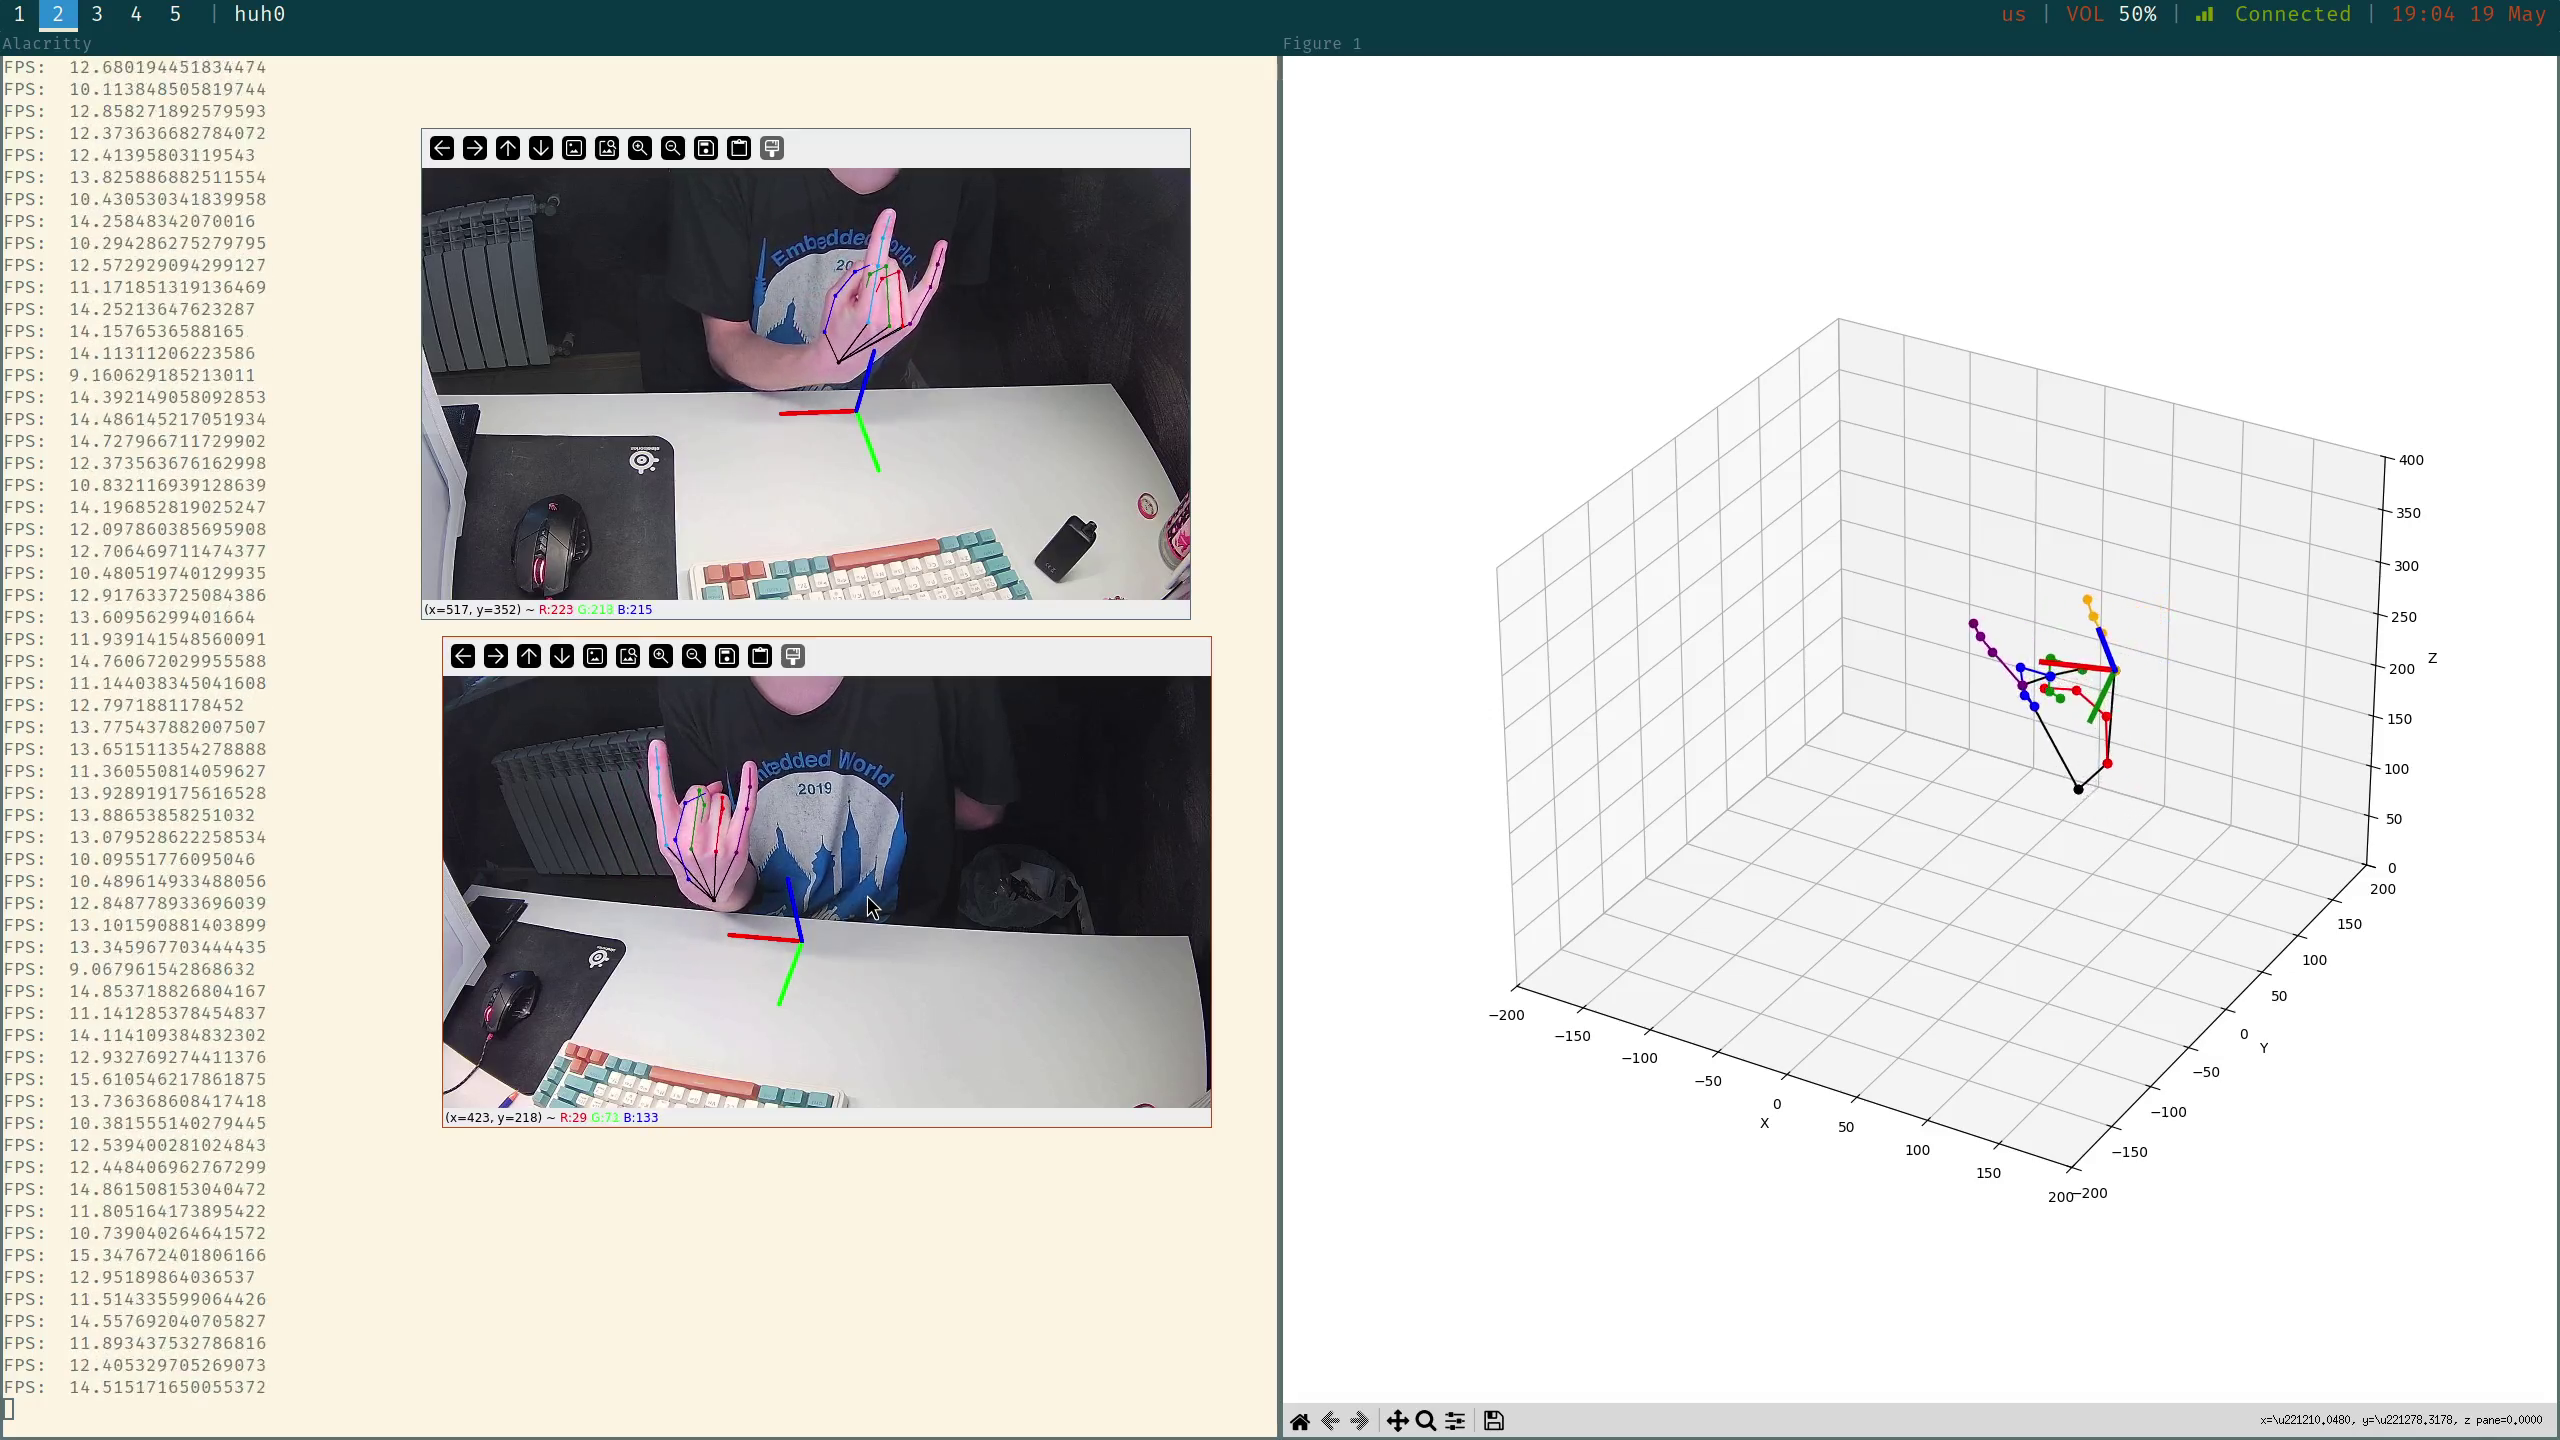 1 2 3 4 5 | huh0
us | VOL 50% | Connected | 19:04 19 May
Alacritty
FPS: 12.680194451834474
FPS: 10.113848505819744
FPS: 12.858271892579593
FPS: 12.373636682784072
FPS: 12.41395803119543
FPS: 13.825886882511554
FPS: 10.430530341839958
FPS: 14.25848342070016
FPS: 10.294286275279795
FPS: 12.572929094299127
FPS: 11.171851319136469
FPS: 14.25213647623287
FPS: 14.1576536588165
FPS: 14.11311206223586
FPS: 9.160629185213011
FPS: 14.392149058092853
FPS: 14.486145217051934
FPS: 14.727966711729902
FPS: 12.373563676162998
FPS: 10.832116939128639
FPS: 14.196852819025247
FPS: 12.097860385695908
FPS: 12.706469711474377
FPS: 10.480519740129935
FPS: 12.917633725084386
FPS: 13.60956299401664
FPS: 11.939141548560091
FPS: 14.760672029955588
FPS: 11.144038345041608
FPS: 12.7971881178452
FPS: 13.775437882007507
FPS: 13.651511354278888
FPS: 11.360550814059627
FPS: 13.928919175616528
FPS: 13.88653858251032
FPS: 13.079528622258534
FPS: 10.09551776095046
FPS: 10.489614933488056
FPS: 12.848778933696039
FPS: 13.101590881403899
FPS: 13.345967703444435
FPS: 9.067961542868632
FPS: 14.853718826804167
FPS: 11.141285378454837
FPS: 14.114109384832302
FPS: 12.932769274411376
FPS: 15.610546217861875
FPS: 13.736368608417418
FPS: 10.381555140279445
FPS: 12.539400281024843
FPS: 12.448406962767299
FPS: 14.861508153040472
FPS: 11.805164173895422
FPS: 10.739040264641572
FPS: 15.347672401806166
FPS: 12.95189864036537
FPS: 11.514335599064426
FPS: 14.557692040705827
FPS: 11.893437532786816
FPS: 12.405329705269073
FPS: 14.515171650055372
Embedded
(x=517, y=352) ~ R:223 G:218 B:215
World
2019
(x=423, y=218) ~ R:29 G:73 B:133
Figure 1
400
350
300
250
200
150
100
50
0
Z
200
150
100
50
0
−50
−100
−150
−200
Y
−200
−150
−100
−50
0
50
100
150
200
X
x=\u221210.0480, y=\u221278.3178, z pane=0.0000